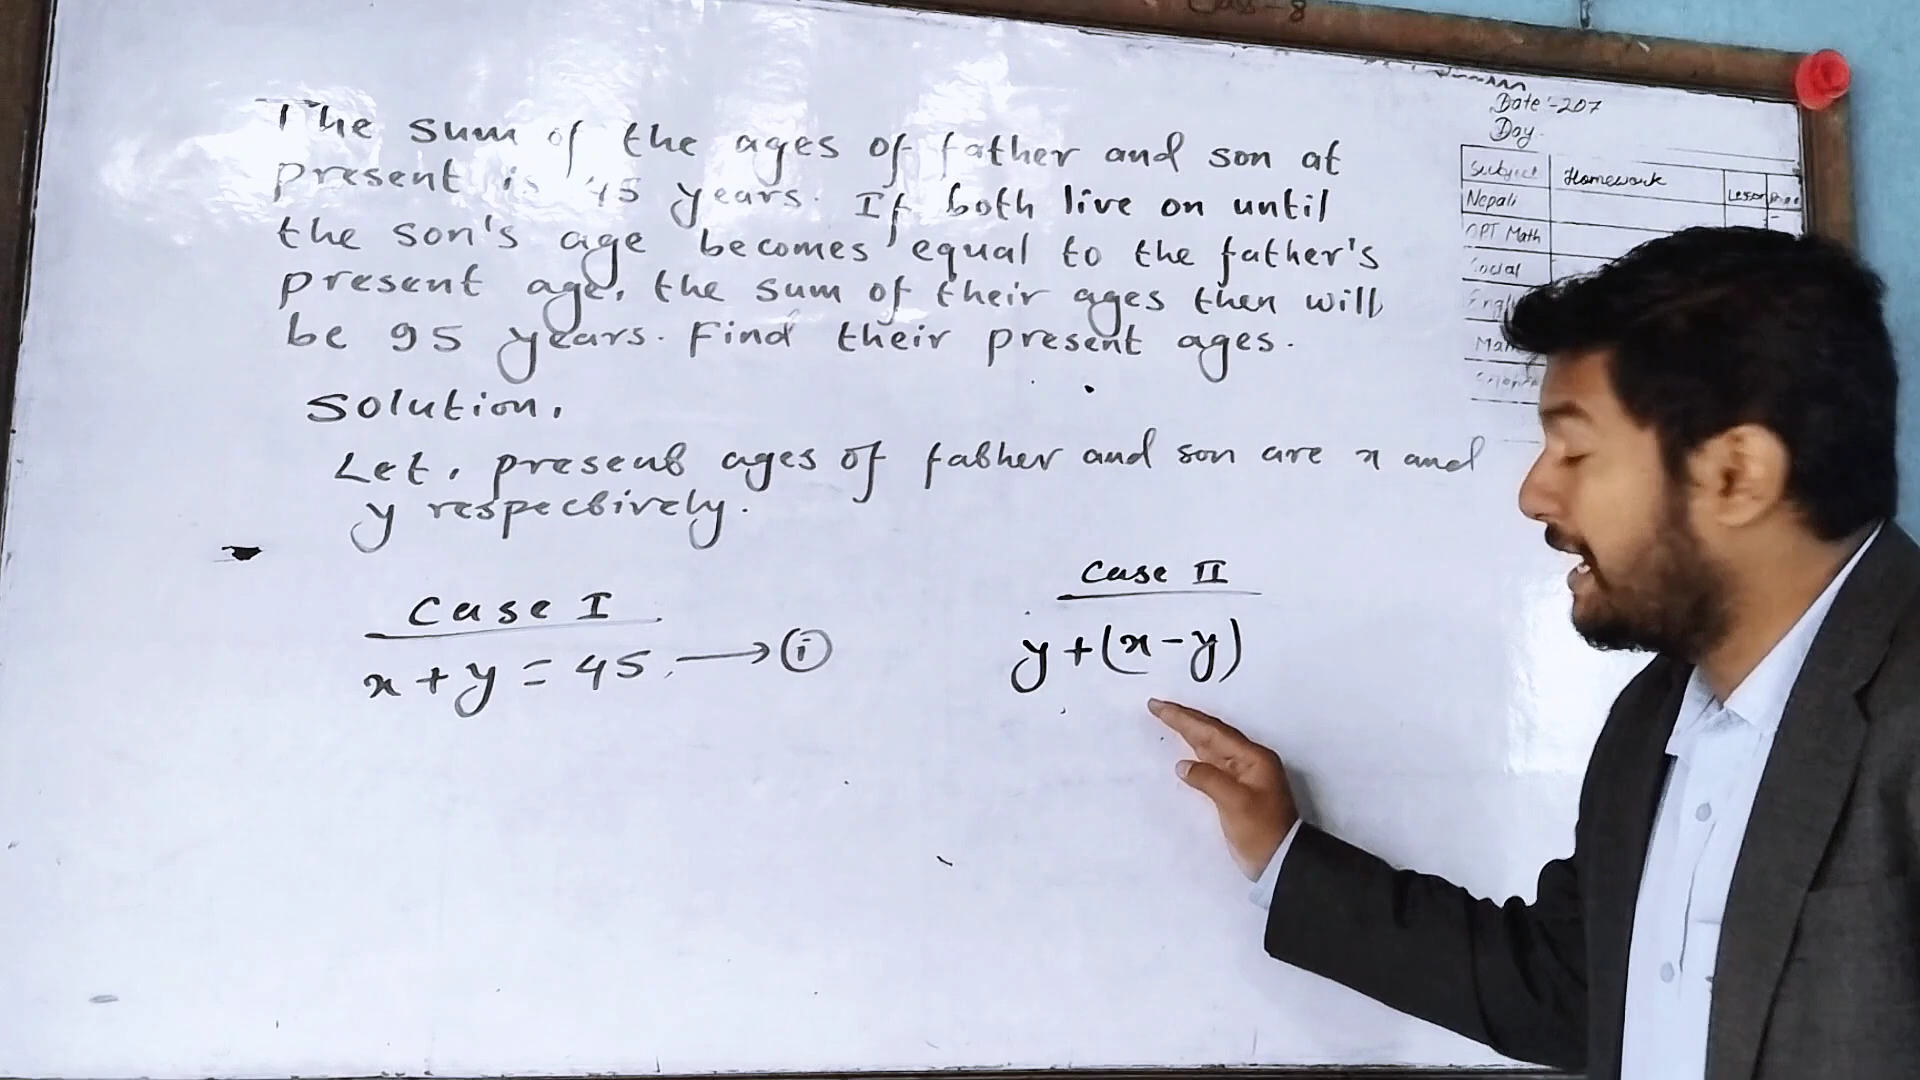 Class - 8
Date:-207
Day-
Subject Homework Lesson
Nepali
OPT Math
Social
The sum of the ages of father and son at
present is 45 years. If both live on until
the son's age becomes equal to the father's
present age, the sum of their ages then will
be 95 years. Find their present ages.
Solution,
Let, present ages of father and son are x and
y respectively.
Case I
x + y = 45 → (i)
Case II
y + (x - y)